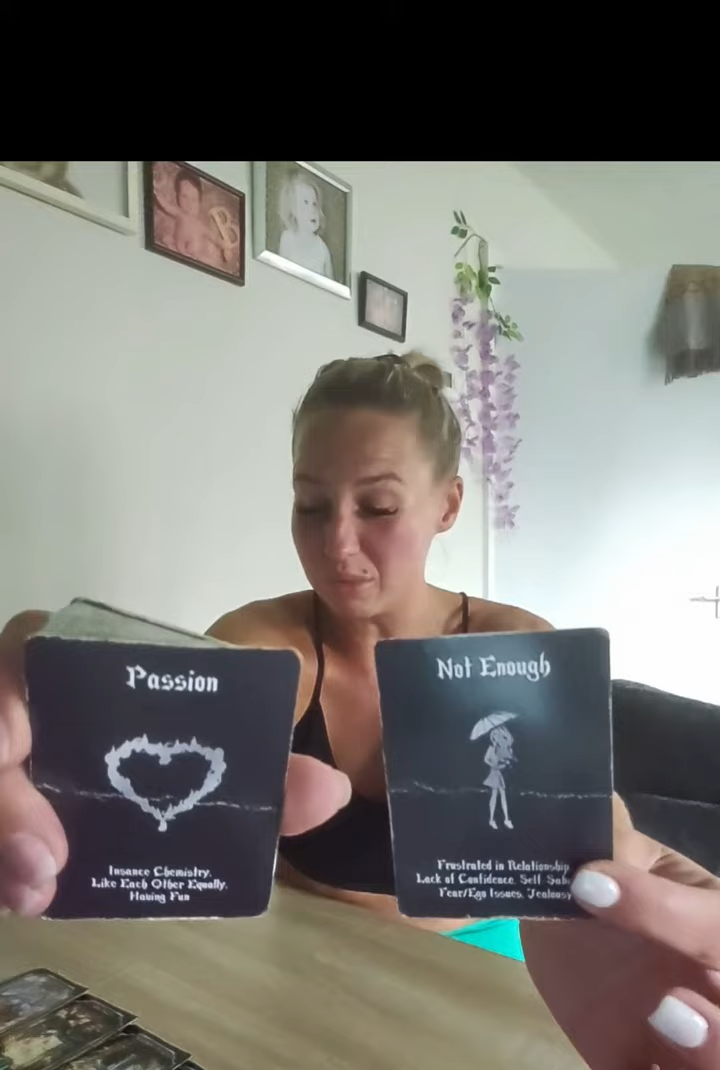 B
Passion
Insance Chemistry.
Like Each Other Equally.
Having Fun
Not Enough
Frustrated in Relationship
Lack of Confidence. Self
Fear/Ego Issues. Jealousy